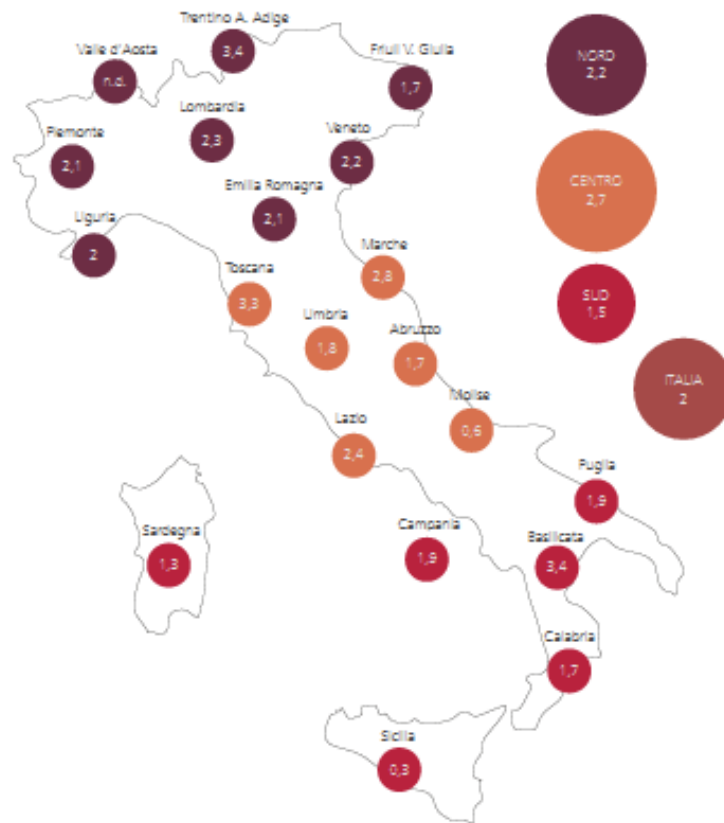 Trentino A. Adige
3,4
Valle d'Aosta
n.d.
Friuli V. Giulia
1,7
NORD
2,2
Lombardia
2,3
Piemonte
2,1
Veneto
2,2
Emilia Romagna
2,1
CENTRO
2,7
Liguria
2
Marche
2,8
Toscana
3,3
SUD
1,5
Umbria
1,8
Abruzzo
1,7
ITALIA
2
Molise
0,6
Lazio
2,4
Puglia
1,9
Sardegna
1,3
Campania
1,9
Basilicata
3,4
Calabria
1,7
Sicilia
0,3